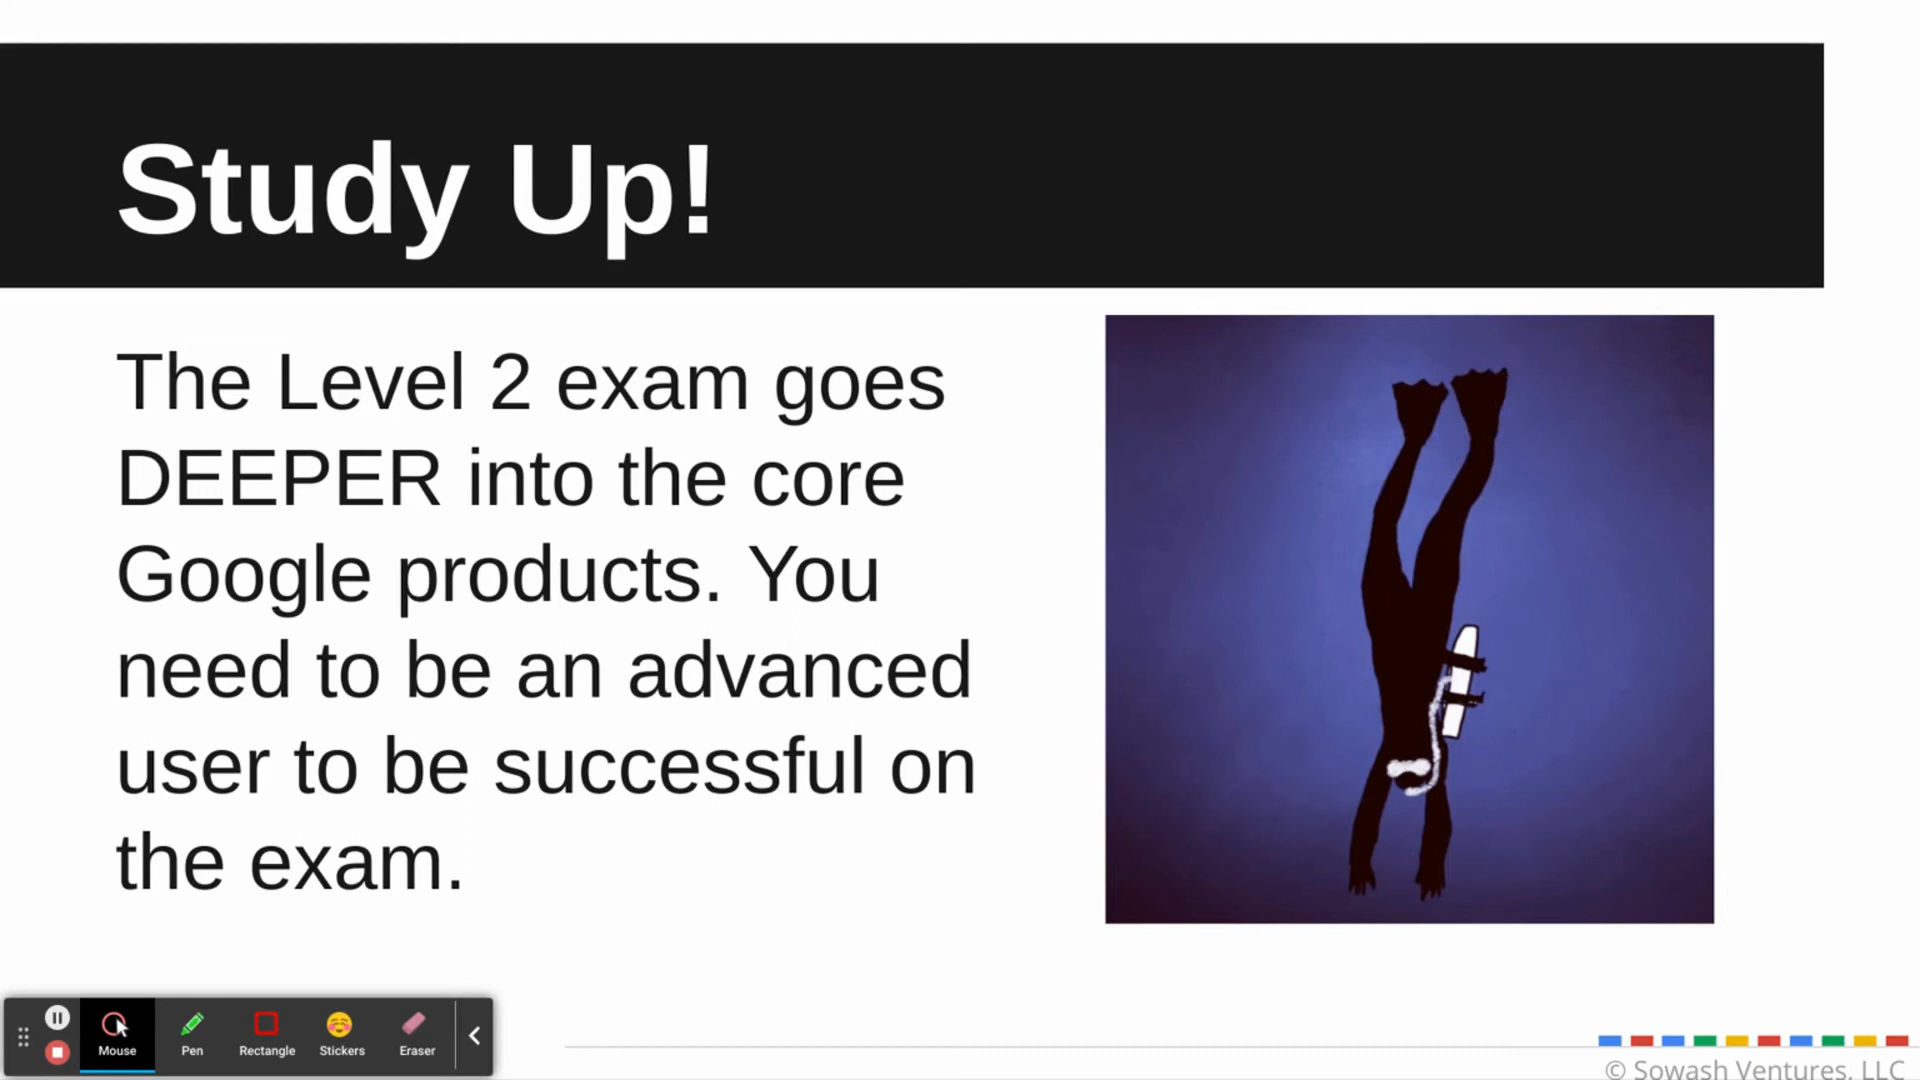 Study Up!
The Level 2 exam goes
DEEPER into the core
Google products. You
need to be an advanced
user to be successful on
the exam.
Mouse
Pen
Rectangle
Stickers
Eraser
© Sowash Ventures, LLC